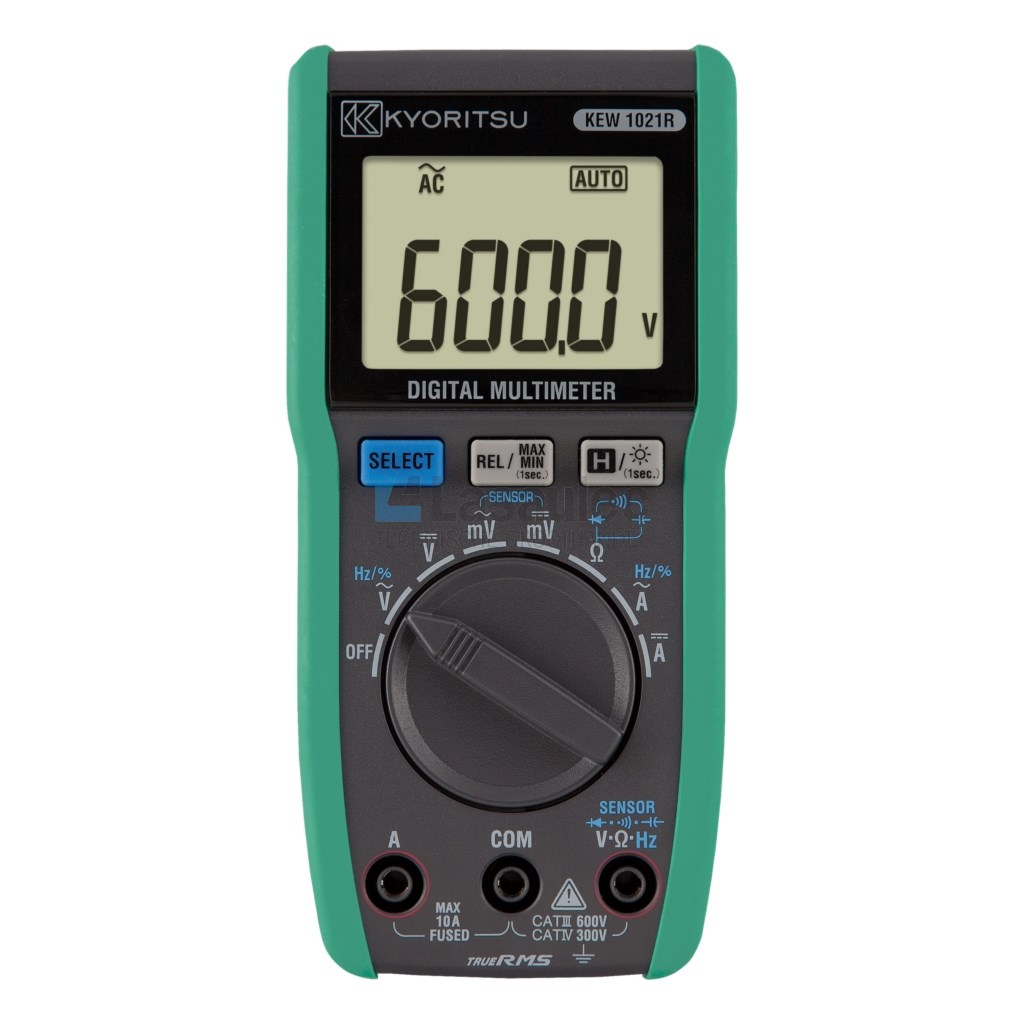 KYORITSU
KEW 1021R
AC
AUTO
600.0
V
DIGITAL MULTIMETER
SELECT
REL/ MAX MIN (1sec.)
H/ (1sec.)
SENSOR
mV
mV
V
Ω
Hz/%
V
Hz/%
A
OFF
A
SENSOR
A
COM
V·Ω·Hz
MAX
10A
FUSED
CAT III 600V
CAT IV 300V
TRUE RMS